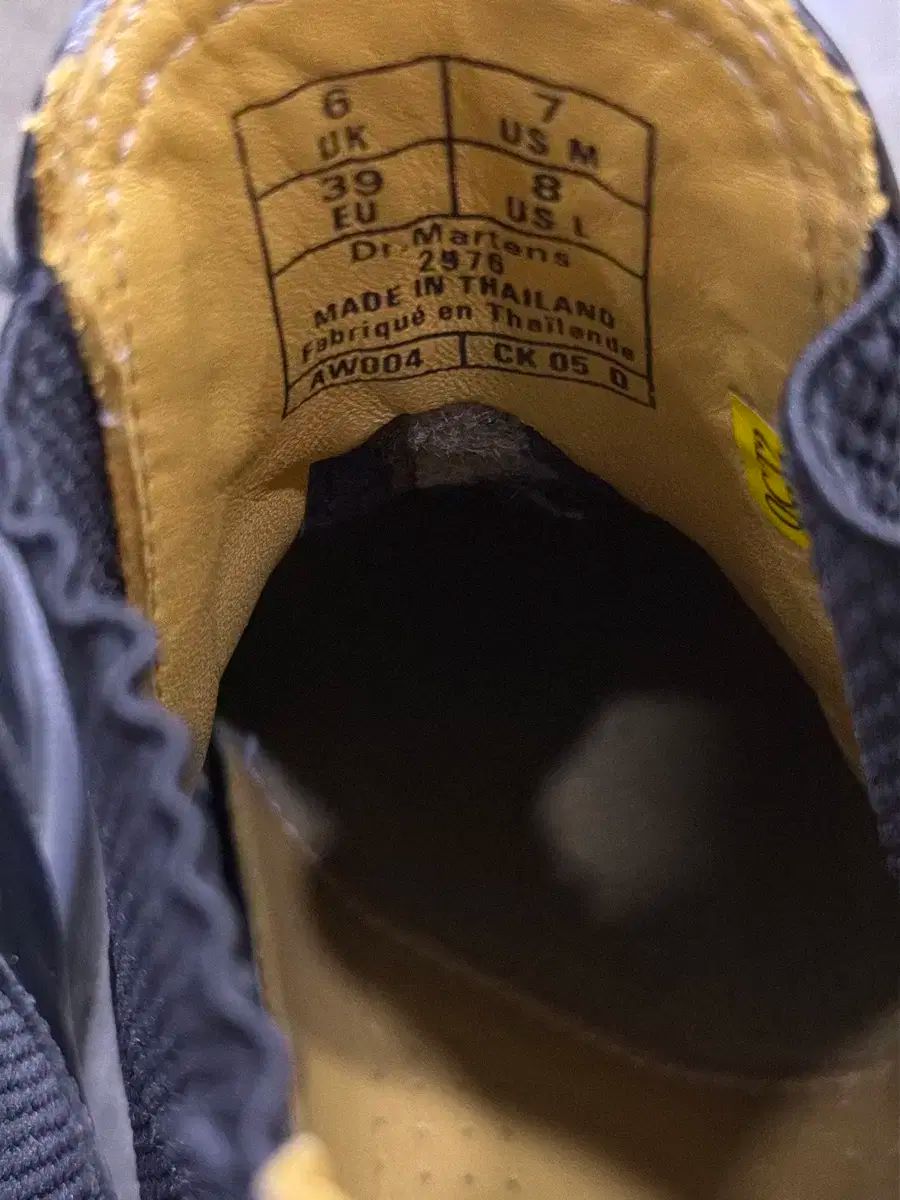 6 UK 7 US M
39 EU 8 US L
Dr. Martens
2976
MADE IN THAILAND
Fabriqué en Thaïlande
AW004 CK 05 D